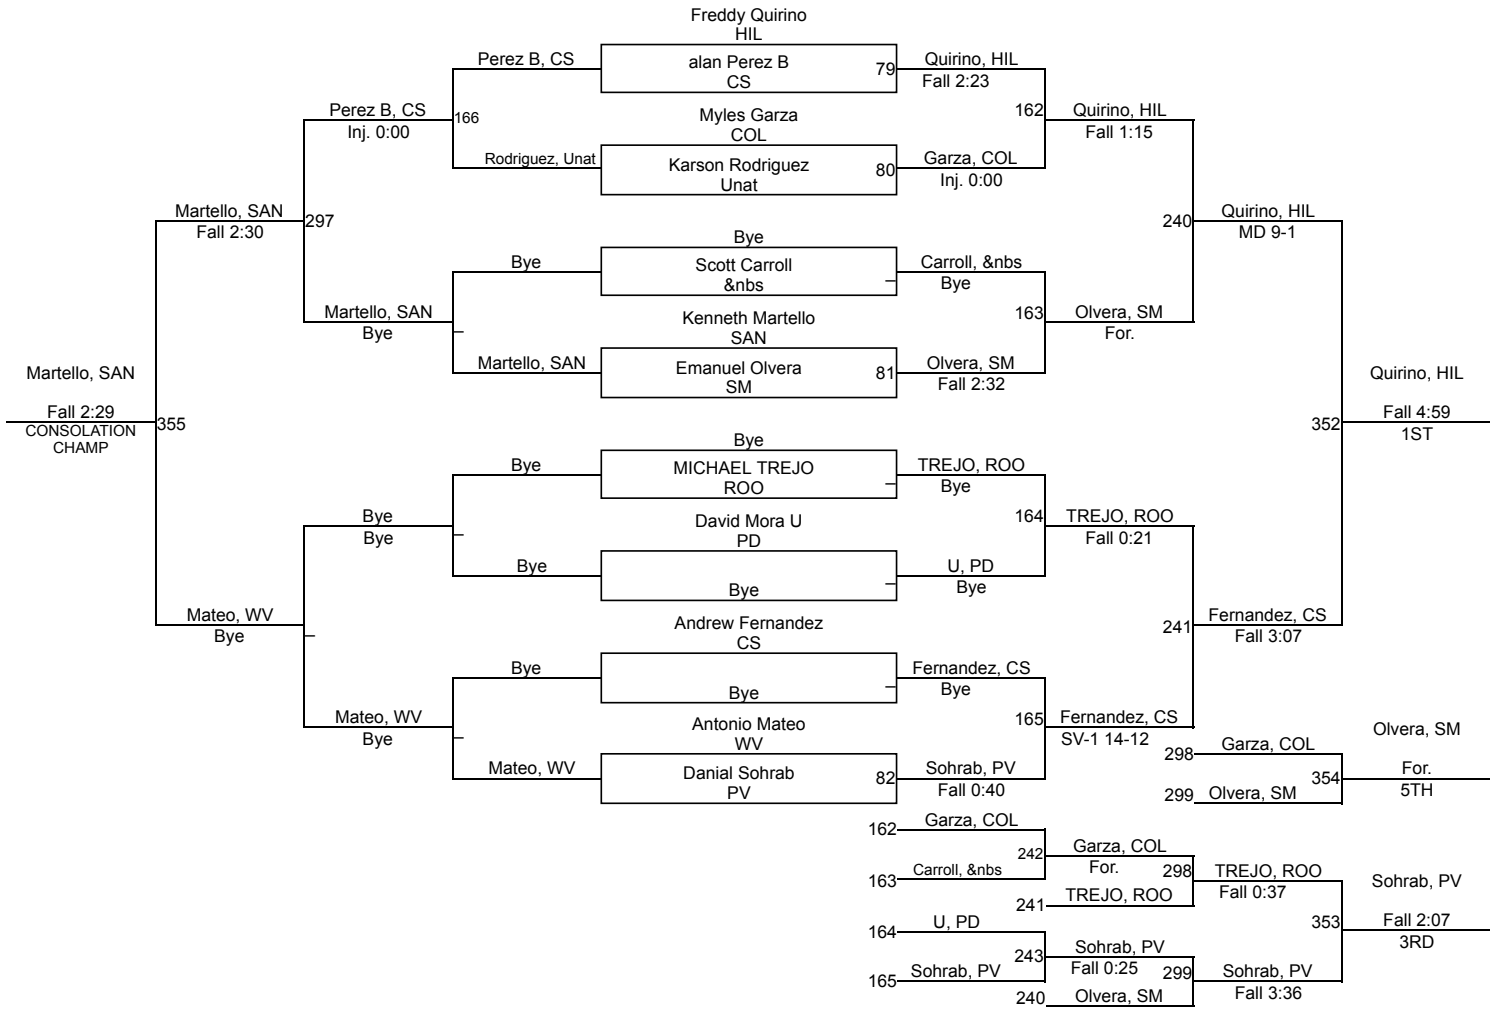 Freddy Quirino
HIL
Perez B, CS
alan Perez B
CS
79
Quirino, HIL
Fall 2:23
Perez B, CS
Inj. 0:00
166
Myles Garza
COL
162
Quirino, HIL
Fall 1:15
Rodriguez, Unat
Karson Rodriguez
Unat
80
Garza, COL
Inj. 0:00
Martello, SAN
Fall 2:30
297
240
Quirino, HIL
MD 9-1
Bye
Bye
Scott Carroll
&nbs
Carroll, &nbs
Bye
Martello, SAN
Bye
Kenneth Martello
SAN
163
Olvera, SM
For.
Martello, SAN
Emanuel Olvera
SM
81
Olvera, SM
Fall 2:32
Martello, SAN
Fall 2:29
CONSOLATION
CHAMP
355
352
Quirino, HIL
Fall 4:59
1ST
Bye
Bye
MICHAEL TREJO
ROO
TREJO, ROO
Bye
Bye
Bye
David Mora U
PD
164
TREJO, ROO
Fall 0:21
Bye
Bye
U, PD
Bye
Mateo, WV
Bye
Andrew Fernandez
CS
241
Fernandez, CS
Fall 3:07
Bye
Bye
Fernandez, CS
Bye
Mateo, WV
Bye
Antonio Mateo
WV
165
Fernandez, CS
SV-1 14-12
Mateo, WV
Danial Sohrab
PV
82
Sohrab, PV
Fall 0:40
298
Garza, COL
299
Olvera, SM
354
Olvera, SM
For.
5TH
162
Garza, COL
163
Carroll, &nbs
242
Garza, COL
For.
241
TREJO, ROO
298
TREJO, ROO
Fall 0:37
164
U, PD
165
Sohrab, PV
243
Sohrab, PV
Fall 0:25
240
Olvera, SM
299
Sohrab, PV
Fall 3:36
353
Sohrab, PV
Fall 2:07
3RD